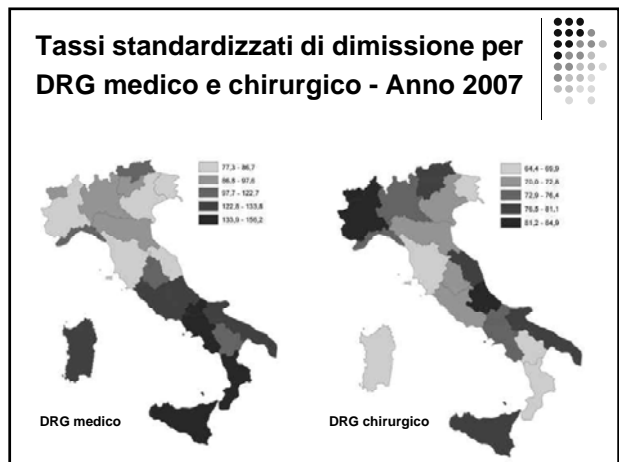 Tassi standardizzati di dimissione per
DRG medico e chirurgico - Anno 2007
77,3 - 86,7
86,8 - 97,6
97,7 - 122,7
122,8 - 133,8
133,9 - 156,2
DRG medico
64,4 - 69,9
70,0 - 72,8
72,9 - 76,4
76,5 - 81,1
81,2 - 84,9
DRG chirurgico